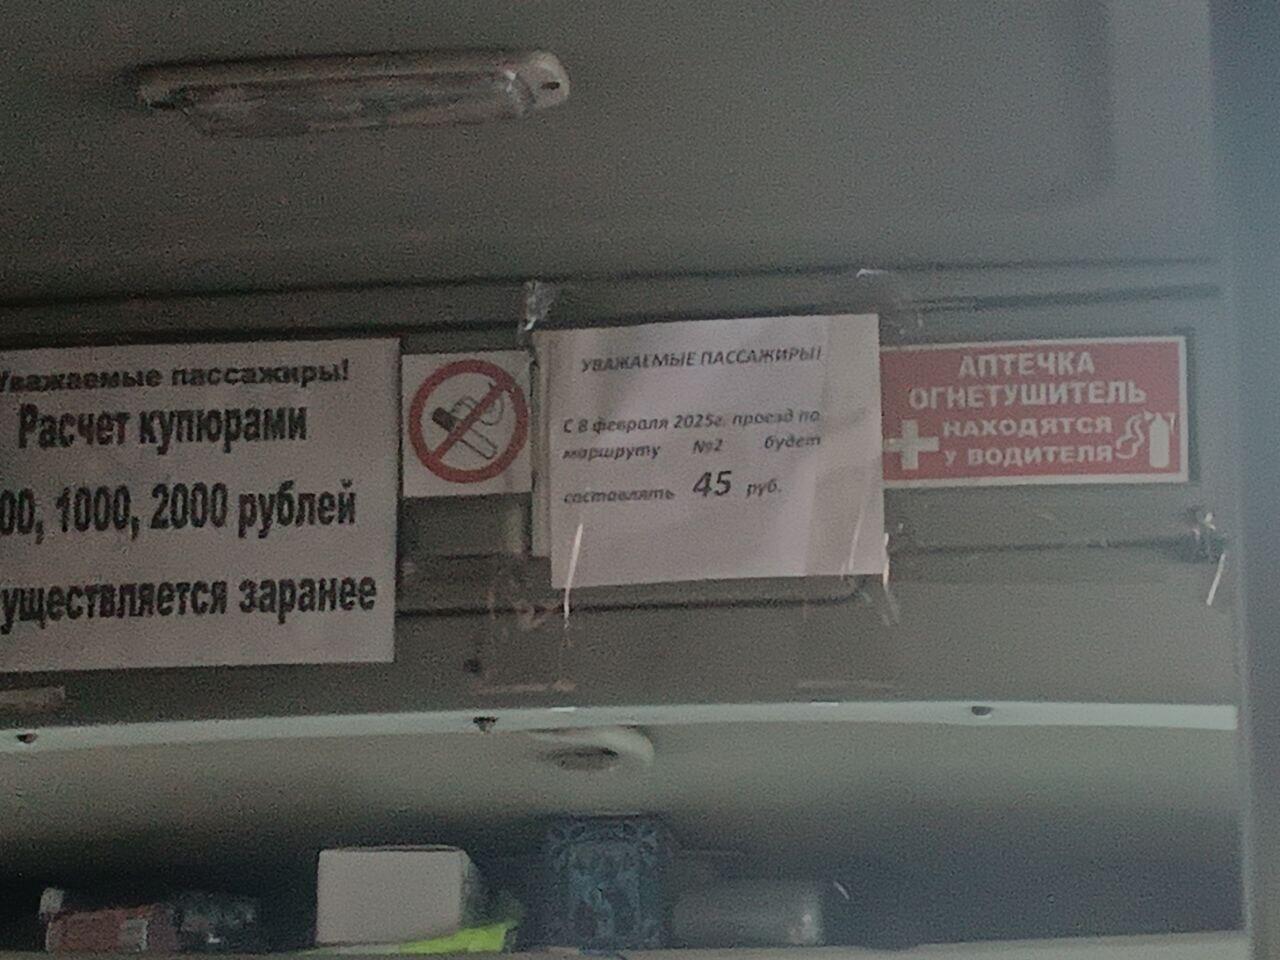 Уважаемые пассажиры!
Расчет купюрами
00, 1000, 2000 рублей
уществляется заранее
УВАЖАЕМЫЕ ПАССАЖИРЫ!
С 8 февраля 2025г. проезд по
маршруту №2 будет
составлять 45 руб.
АПТЕЧКА
ОГНЕТУШИТЕЛЬ
НАХОДЯТСЯ
У ВОДИТЕЛЯ